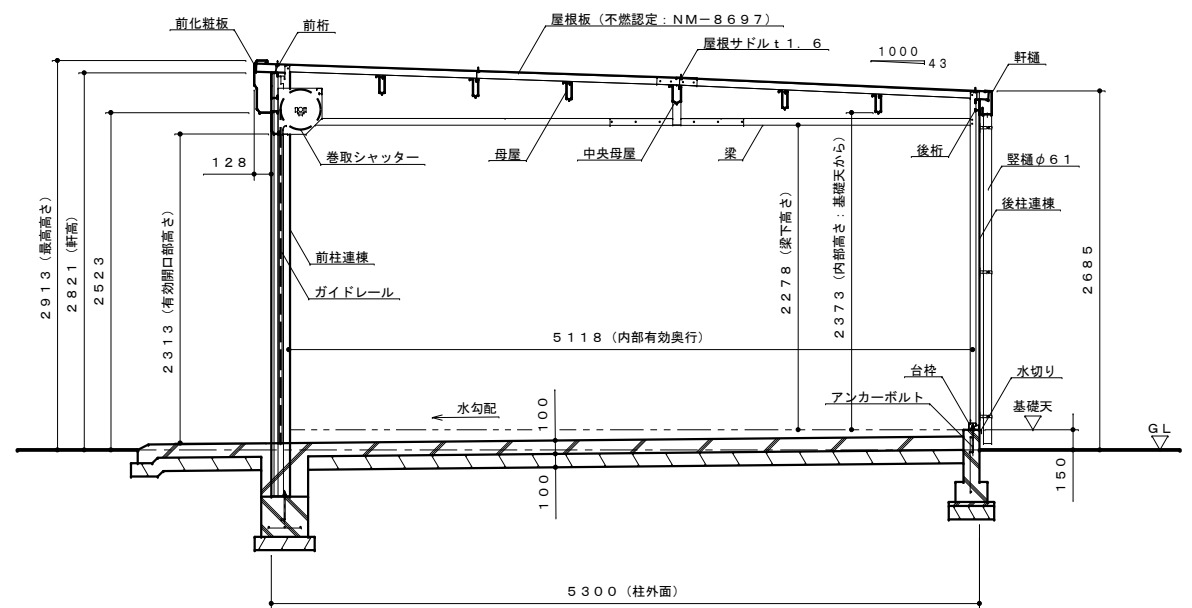 前化粧板
前桁
屋根板（不燃認定：ＮＭ－８６９７）
屋根サドルｔ１．６
１０００
４３
軒樋
１２８
巻取シャッター
母屋
中央母屋
梁
後桁
竪樋φ６１
後柱連棟
２９１３（最高高さ）
２８２１（軒高）
２５２３
２３１３（有効開口部高さ）
前柱連棟
ガイドレール
２２７８（梁下高さ）
２３７３（内部高さ：基礎天から）
２６８５
５１１８（内部有効奥行）
台枠
水切り
アンカーボルト
基礎天
水勾配
１００
ＧＬ
１００
１５０
５３００（柱外面）